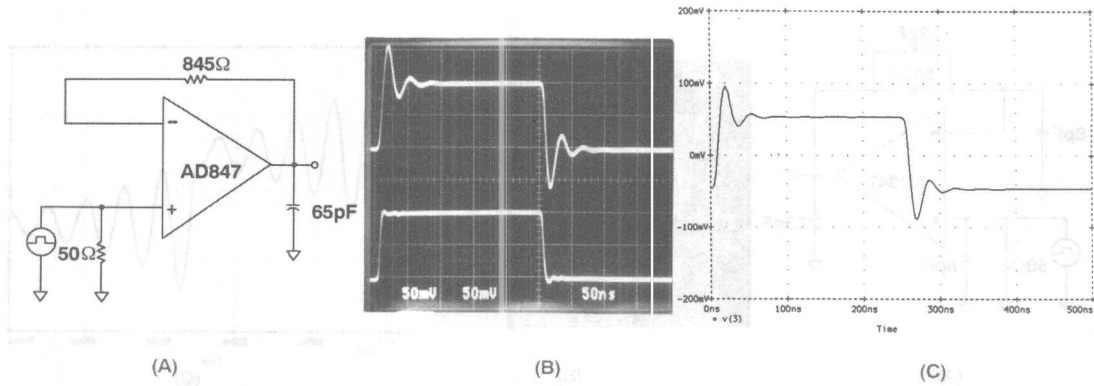 845Ω
−
AD847
+
50Ω
65pF
(A)
50mV 50mV 50ns
(B)
200mV
100mV
0mV
-100mV
-200mV
0ns 100ns 200ns 300ns 400ns 500ns
▫ v(3)
Time
(C)